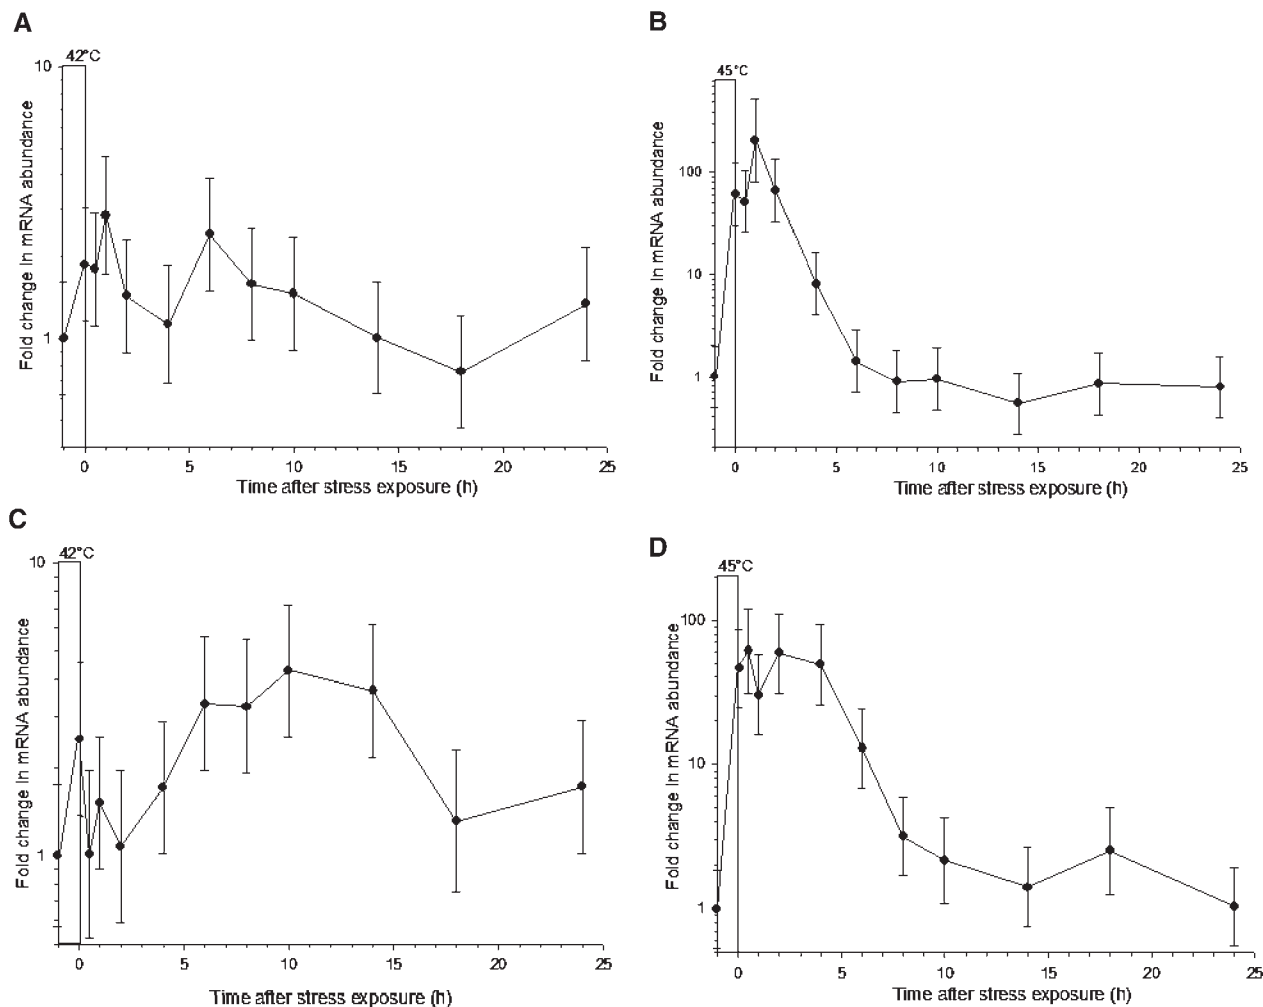 A
42°C
10
1
Fold change In mRNA abundance
0 5 10 15 20 25
Time after stress exposure (h)
B
45°C
100
10
1
Fold change In mRNA abundance
0 5 10 15 20 25
Time after stress exposure (h)
C
42°C
10
1
Fold change In mRNA abundance
0 5 10 15 20 25
Time after stress exposure (h)
D
45°C
100
10
1
Fold change In mRNA abundance
0 5 10 15 20 25
Time after stress exposure (h)